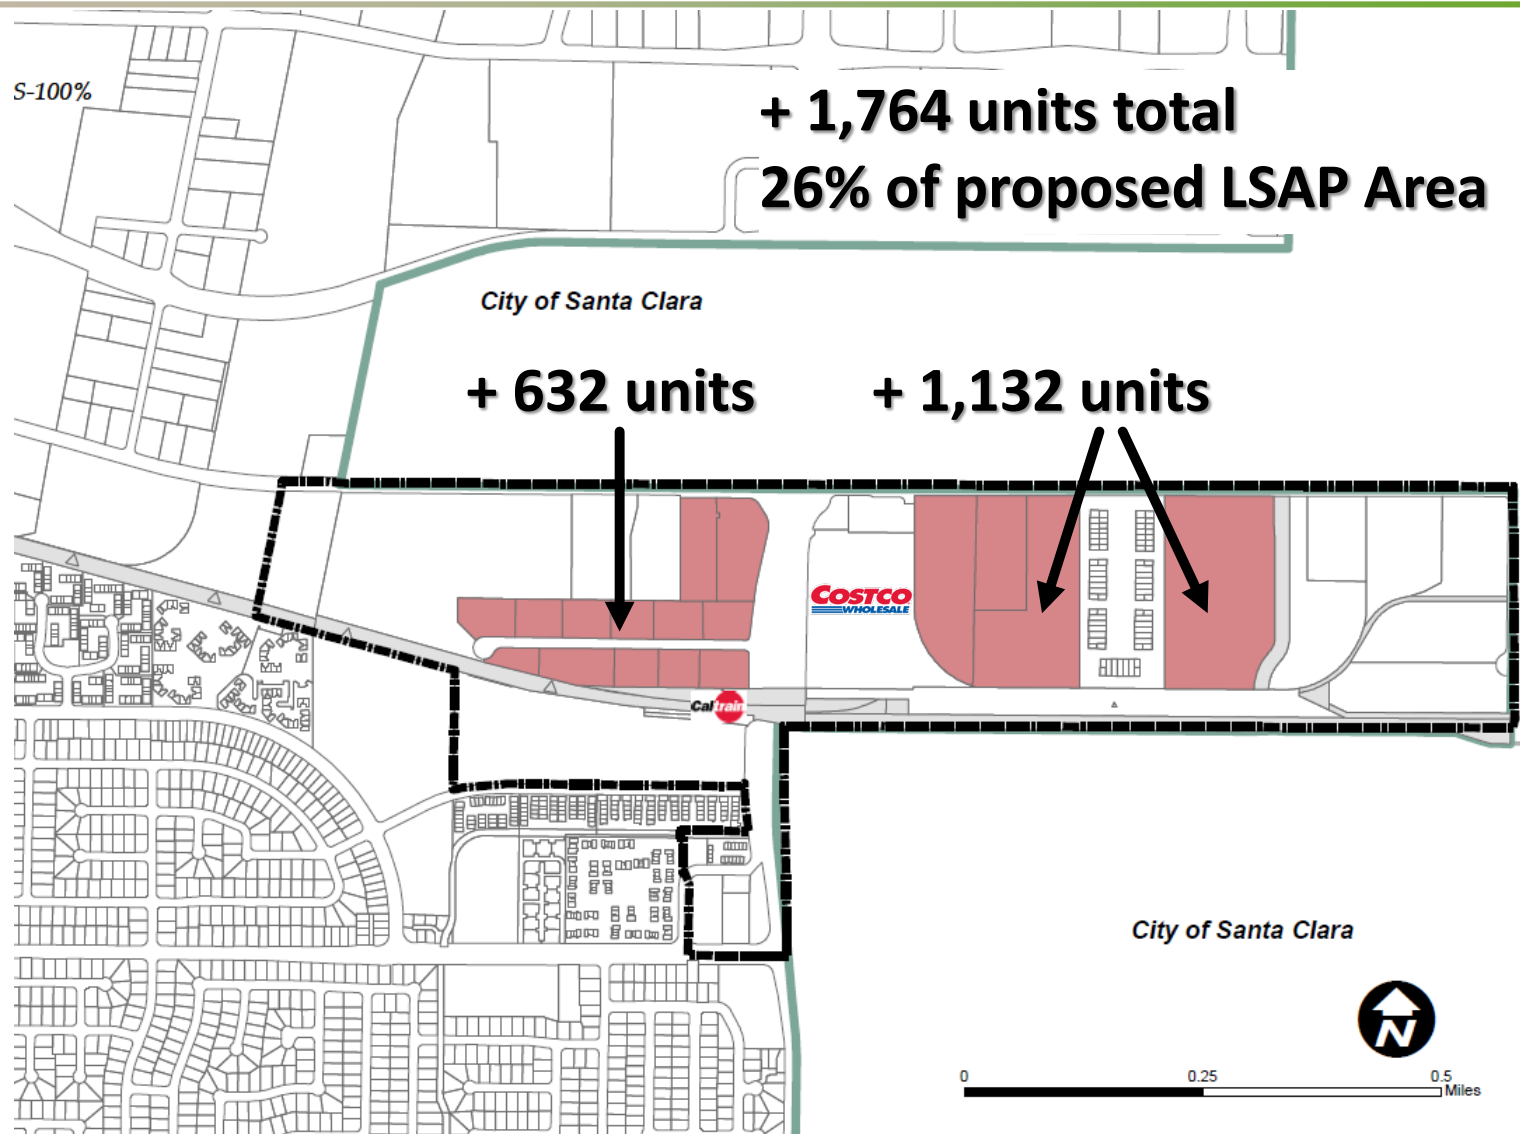 S-100%
+ 1,764 units total
26% of proposed LSAP Area
City of Santa Clara
+ 632 units
+ 1,132 units
COSTCO
WHOLESALE
Caltrain
City of Santa Clara
N
0 0.25 0.5
Miles